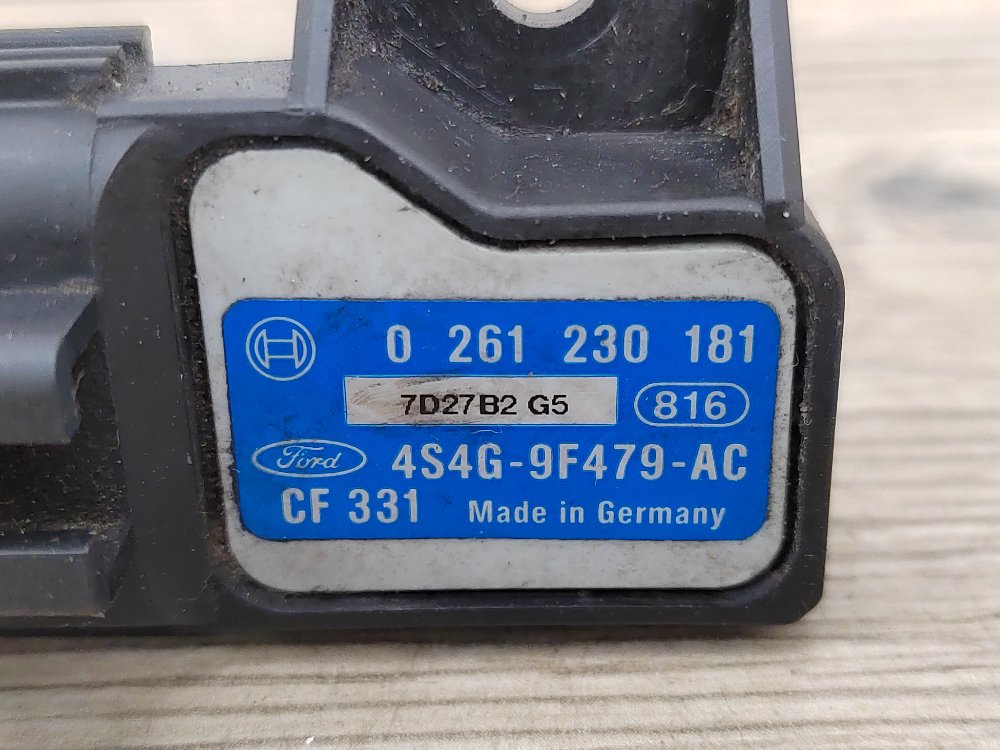 0 261 230 181
7D27B2 G5
816
Ford
4S4G-9F479-AC
CF 331
Made in Germany